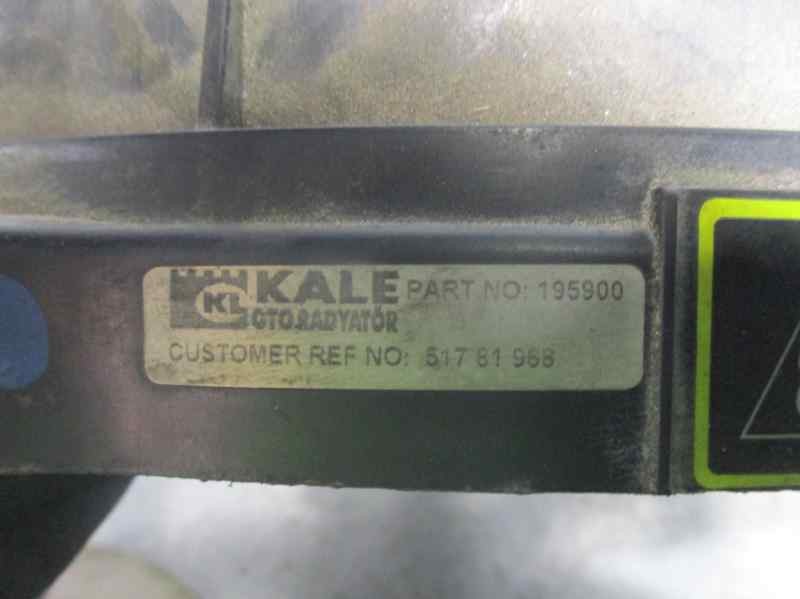 KL KALE PART NO: 195900
OTO RADYATÖR
CUSTOMER REF NO: 517 81 968